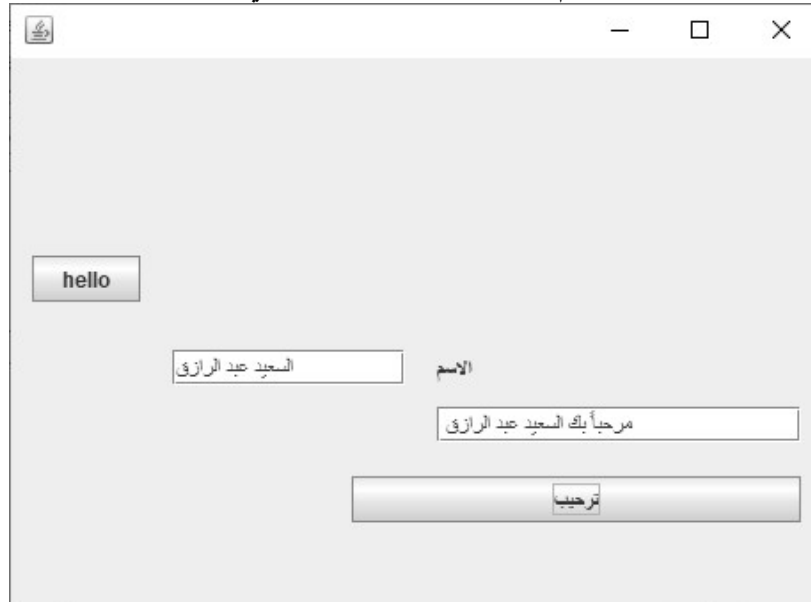 hello
الاسم السعيد عبد الرازق
مرحباً بك السعيد عبد الرازق
ترحيب